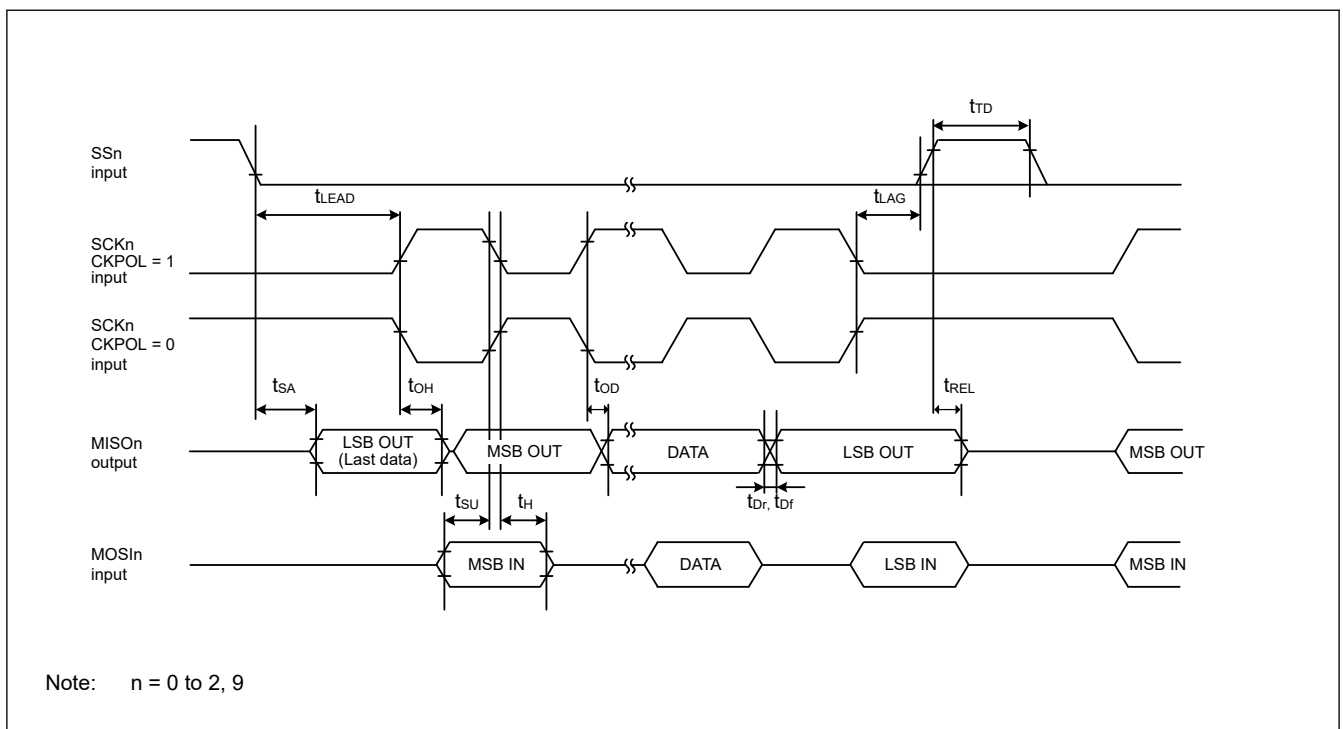 tTD
SSn
input
tLEAD
tLAG
SCKn
CKPOL = 1
input
SCKn
CKPOL = 0
input
tSA
tOH
tOD
tREL
MISOn
output
LSB OUT
(Last data)
MSB OUT
DATA
LSB OUT
MSB OUT
tSU
tH
tDr, tDf
MOSIn
input
MSB IN
DATA
LSB IN
MSB IN
Note: n = 0 to 2, 9